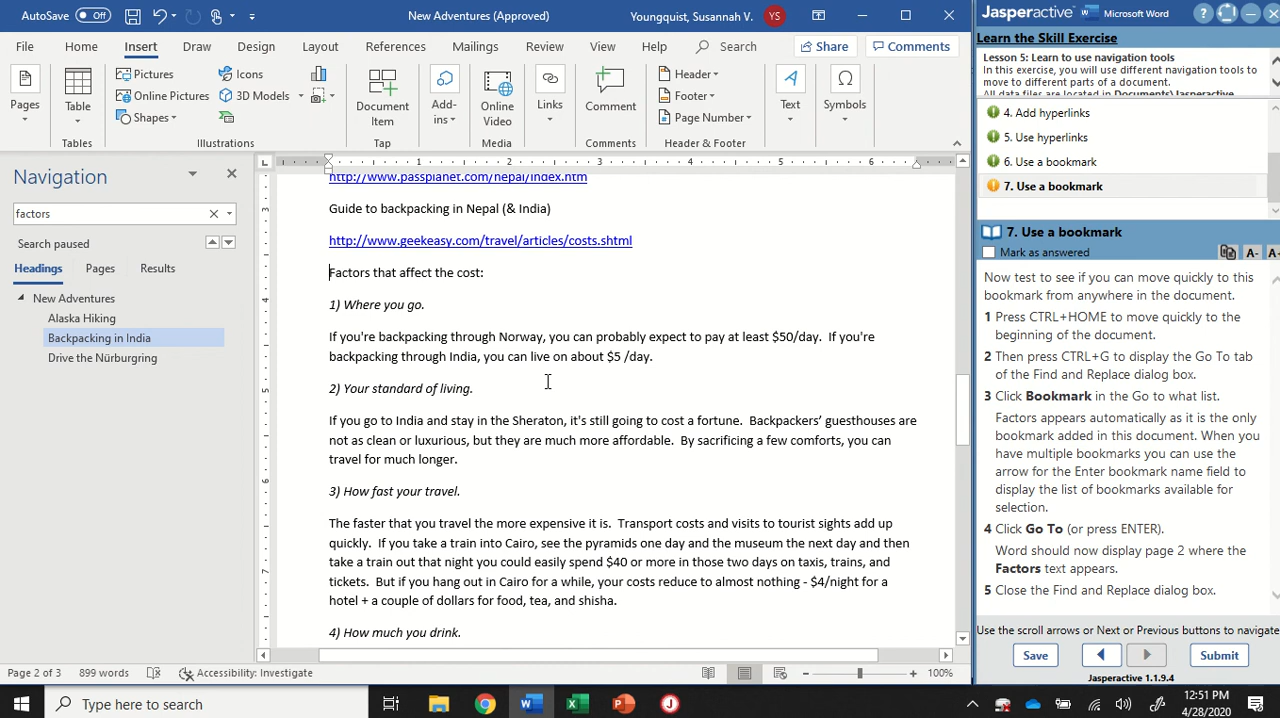 AutoSave Off
New Adventures (Approved)
Youngquist, Susannah V. YS
File Home Insert Draw Design Layout References Mailings Review View Help Search Share Comments
Pages
Table
Tables
Pictures
Online Pictures
Shapes
Icons
3D Models
Illustrations
Document Item
Tap
Add-ins
Online Video
Media
Links
Comment
Comments
Header
Footer
Page Number
Header & Footer
Text
Symbols
Navigation
factors
Search paused
Headings Pages Results
New Adventures
Alaska Hiking
Backpacking in India
Drive the Nürburgring
http://www.passplanet.com/nepal/index.htm
Guide to backpacking in Nepal (& India)
http://www.geekeasy.com/travel/articles/costs.shtml
Factors that affect the cost:
1) Where you go.
If you're backpacking through Norway, you can probably expect to pay at least $50/day. If you're
backpacking through India, you can live on about $5 /day.
2) Your standard of living.
If you go to India and stay in the Sheraton, it's still going to cost a fortune. Backpackers’ guesthouses are
not as clean or luxurious, but they are much more affordable. By sacrificing a few comforts, you can
travel for much longer.
3) How fast your travel.
The faster that you travel the more expensive it is. Transport costs and visits to tourist sights add up
quickly. If you take a train into Cairo, see the pyramids one day and the museum the next day and then
take a train out that night you could easily spend $40 or more in those two days on taxis, trains, and
tickets. But if you hang out in Cairo for a while, your costs reduce to almost nothing - $4/night for a
hotel + a couple of dollars for food, tea, and shisha.
4) How much you drink.
Page 2 of 3 899 words Accessibility: Investigate 100%
Jasperactive Microsoft Word
Learn the Skill Exercise
Lesson 5: Learn to use navigation tools
In this exercise, you will use different navigation tools to
move to different parts of a document.
All data files are located in Documents\Jasperactive
4. Add hyperlinks
5. Use hyperlinks
6. Use a bookmark
7. Use a bookmark
7. Use a bookmark
Mark as answered A- A+
Now test to see if you can move quickly to this
bookmark from anywhere in the document.
1 Press CTRL+HOME to move quickly to the
beginning of the document.
2 Then press CTRL+G to display the Go To tab
of the Find and Replace dialog box.
3 Click Bookmark in the Go to what list.
Factors appears automatically as it is the only
bookmark added in this document. When you
have multiple bookmarks you can use the
arrow for the Enter bookmark name field to
display the list of bookmarks available for
selection.
4 Click Go To (or press ENTER).
Word should now display page 2 where the
Factors text appears.
5 Close the Find and Replace dialog box.
Use the scroll arrows or Next or Previous buttons to navigate
Save Submit
Jasperactive 1.1.9.4
Type here to search
12:51 PM
4/28/2020